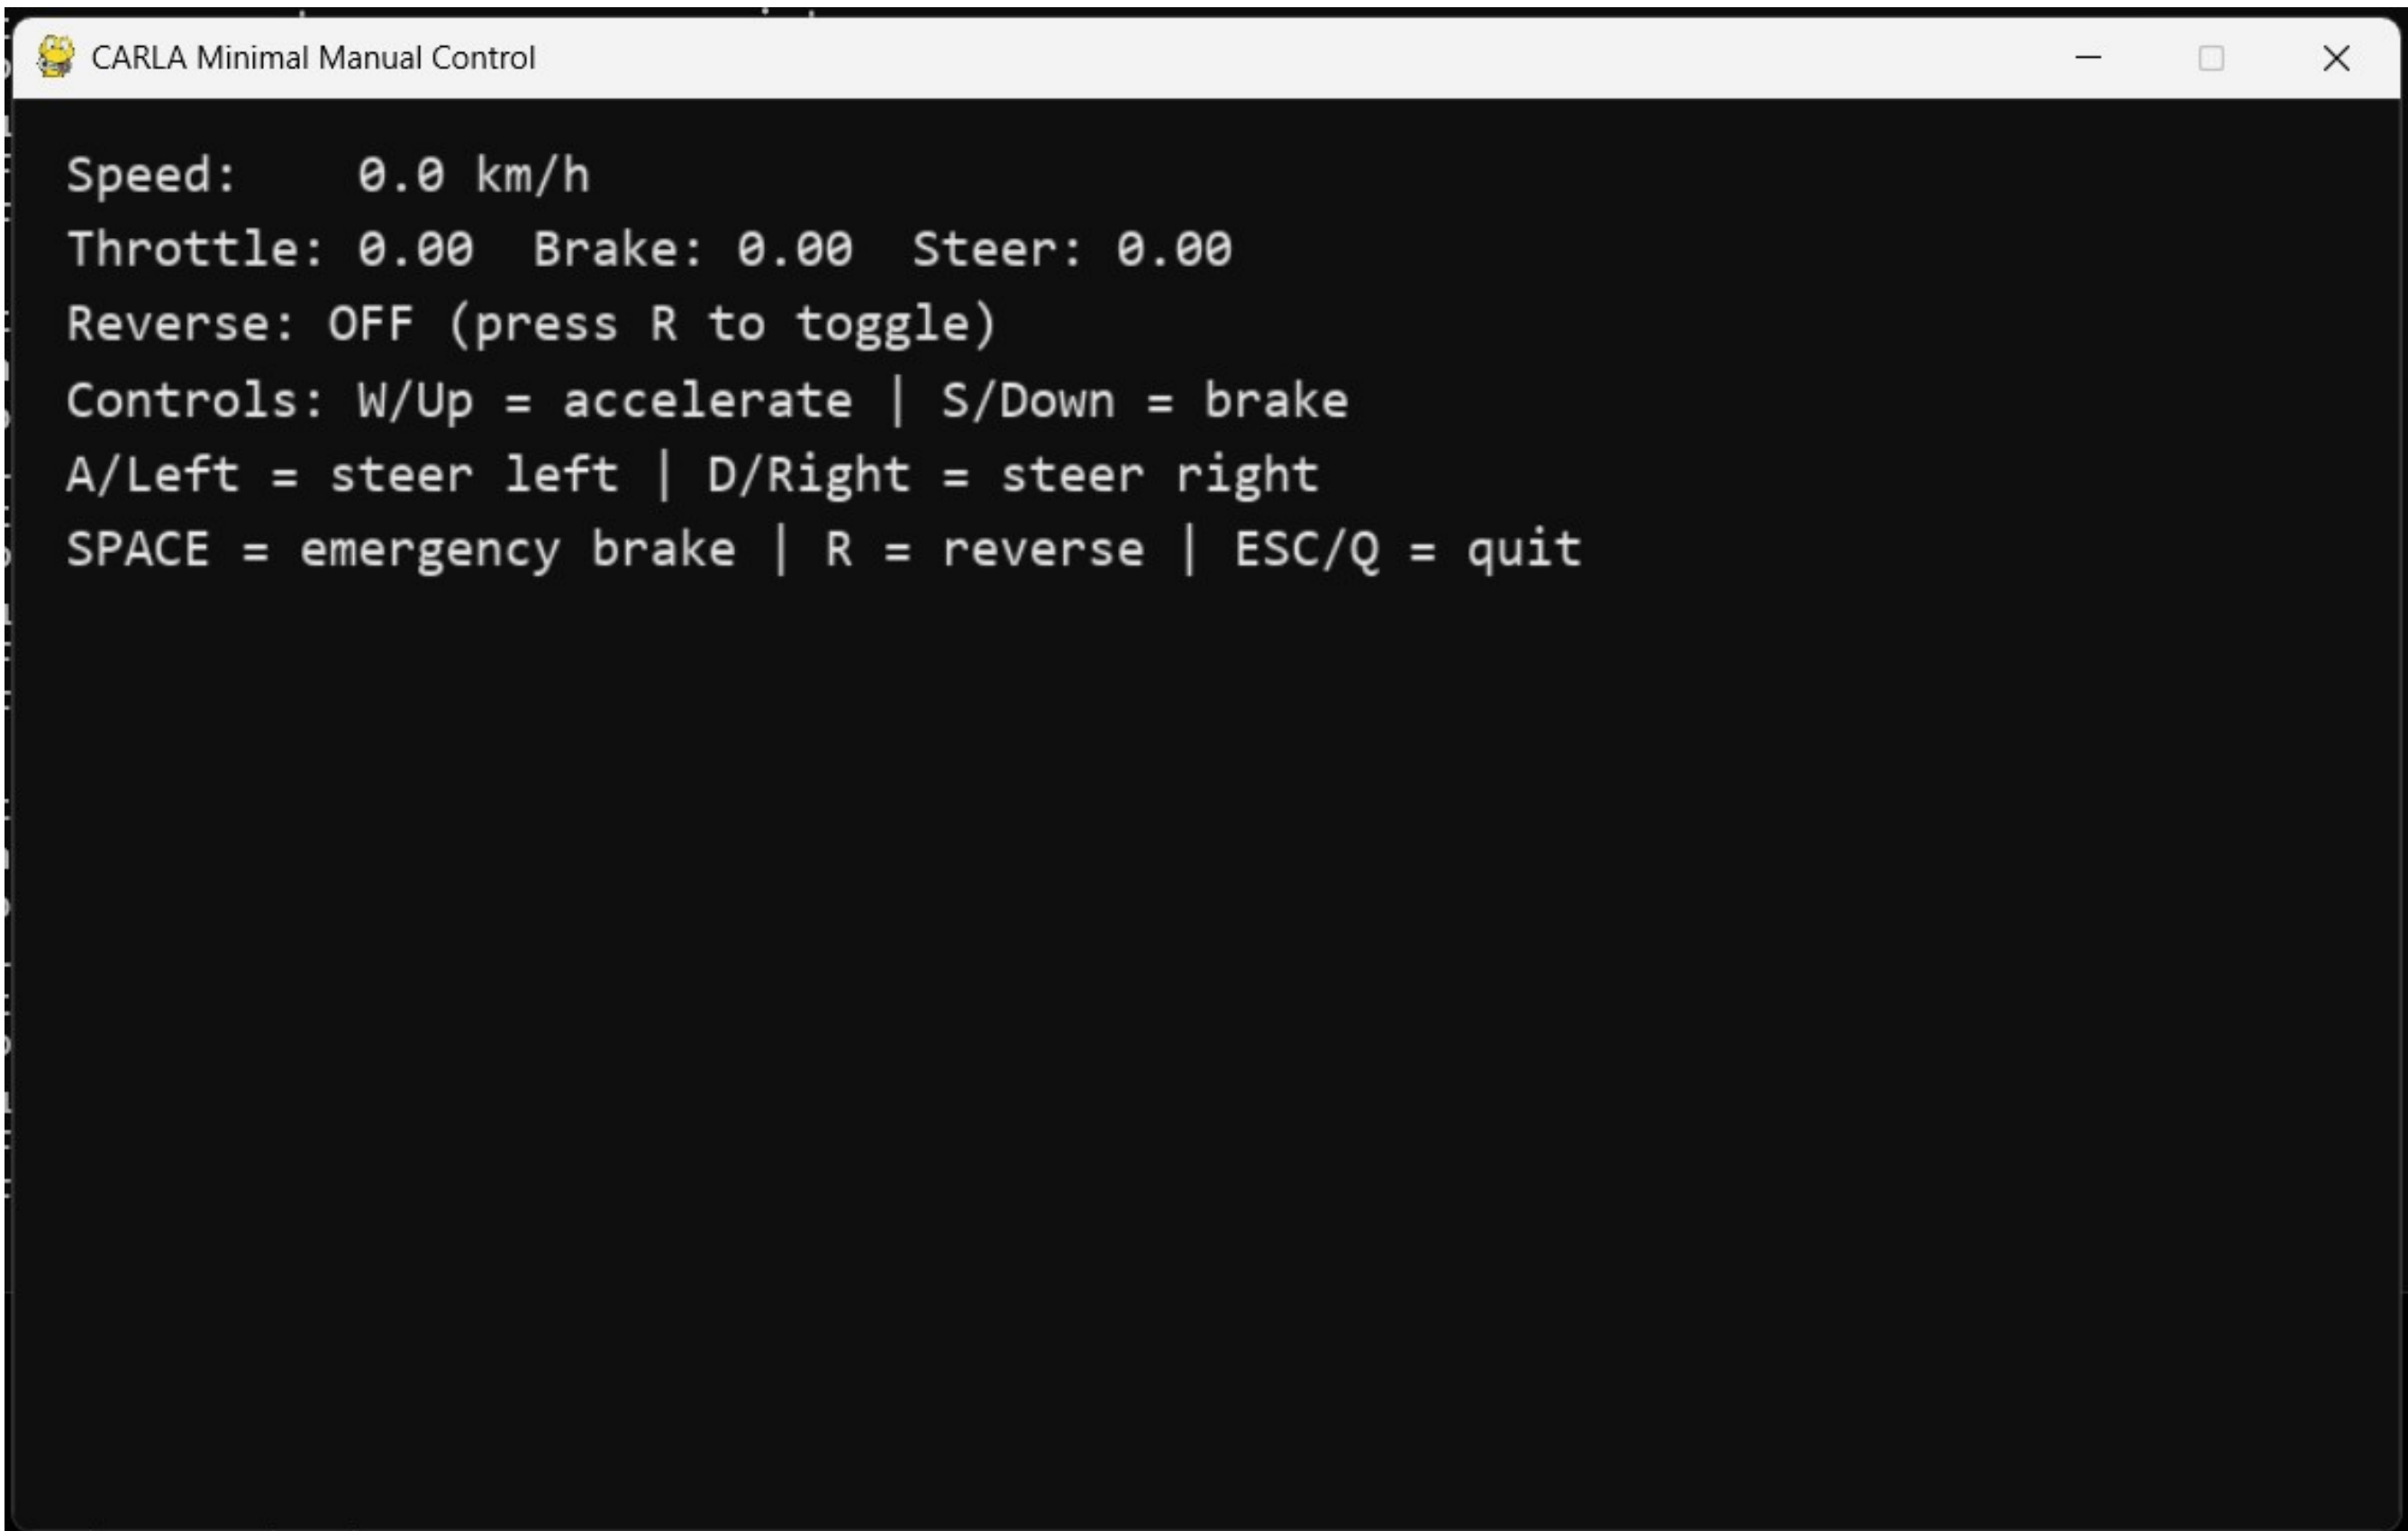 CARLA Minimal Manual Control
Speed:    0.0 km/h
Throttle: 0.00  Brake: 0.00  Steer: 0.00
Reverse: OFF (press R to toggle)
Controls: W/Up = accelerate | S/Down = brake
A/Left = steer left | D/Right = steer right
SPACE = emergency brake | R = reverse | ESC/Q = quit